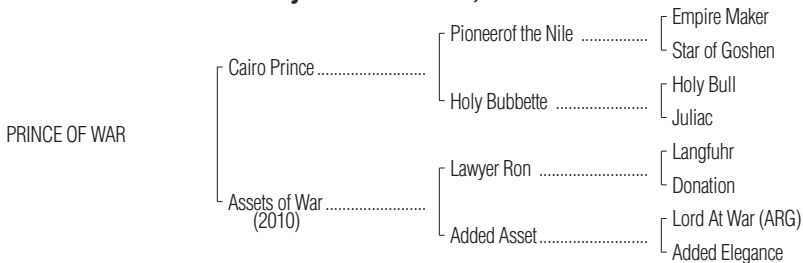 Empire Maker
Pioneerof the Nile ................
Star of Goshen
Cairo Prince ..........................
Holy Bull
Holy Bubbette ......................
Juliac
PRINCE OF WAR
Langfuhr
Lawyer Ron ..........................
Donation
Assets of War ........................
(2010)
Lord At War (ARG)
Added Asset ..........................
Added Elegance